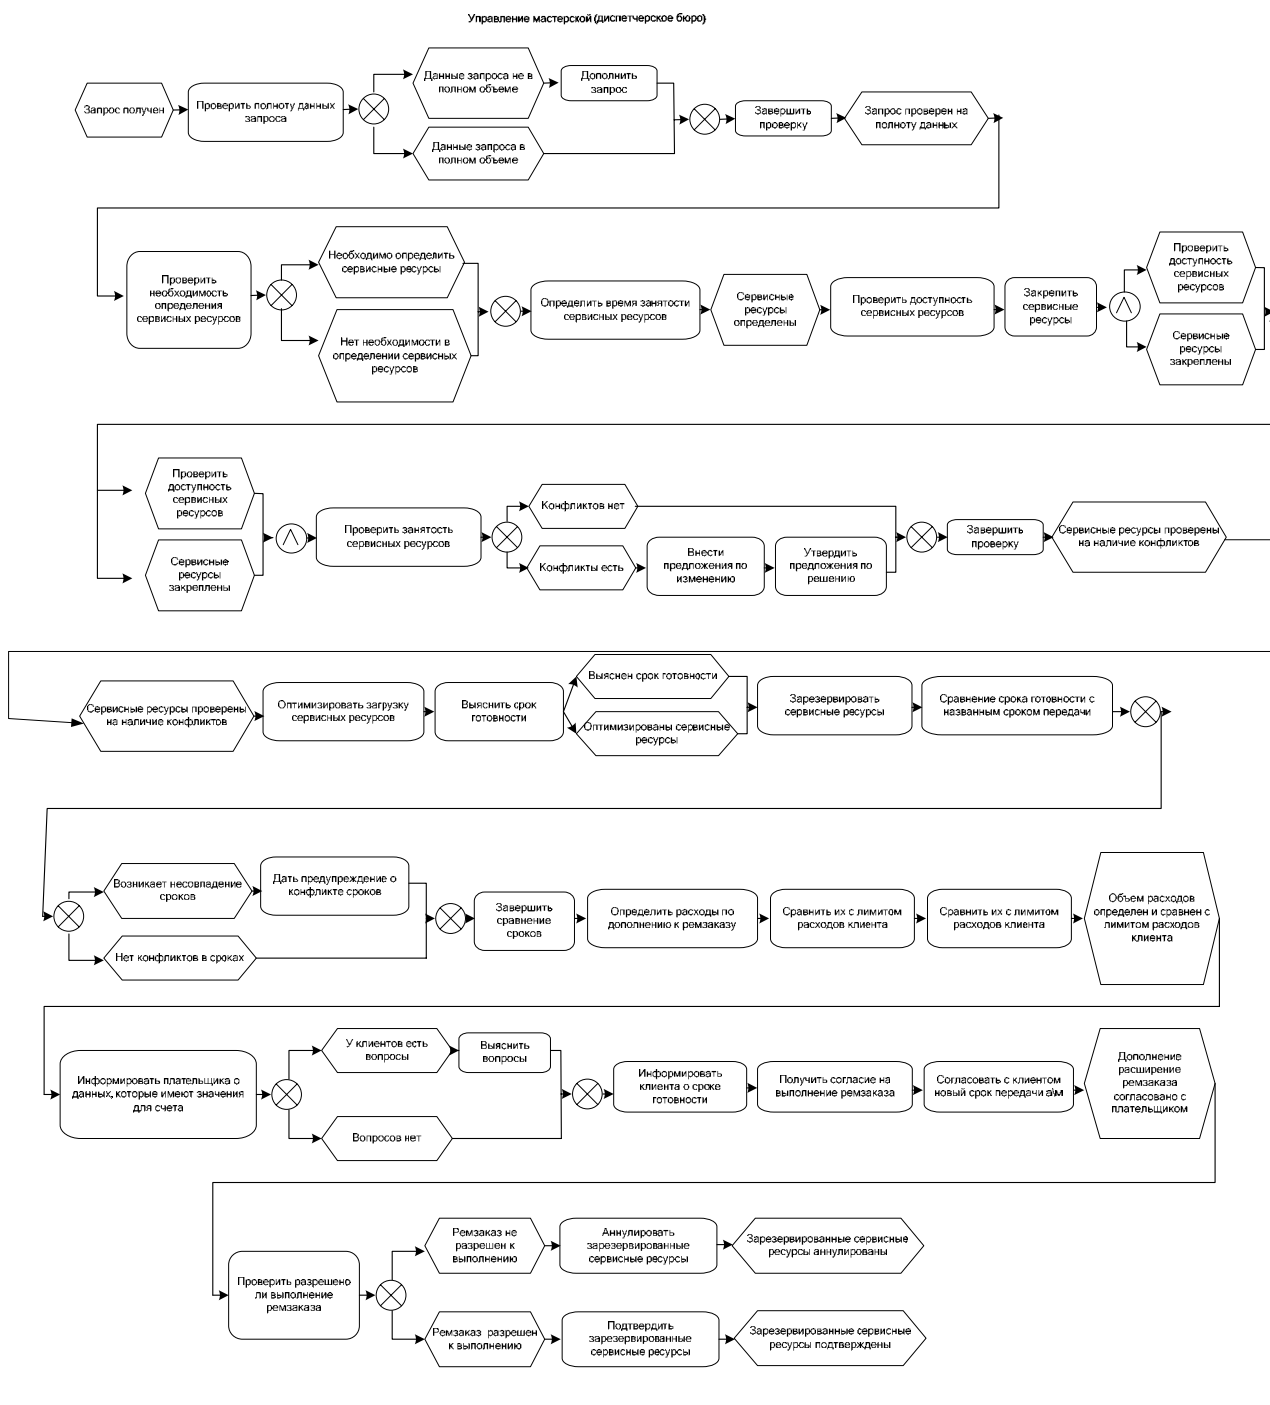 Управление мастерской (диспетчерское бюро)
Запрос получен
Проверить полноту данных
запроса
Данные запроса не в
полном объеме
Дополнить
запрос
Данные запроса в
полном объеме
Завершить
проверку
Запрос проверен на
полноту данных
Проверить
необходимость
определения
сервисных ресурсов
Необходимо определить
сервисные ресурсы
Нет необходимости в
определении сервисных
ресурсов
Определить время занятости
сервисных ресурсов
Сервисные
ресурсы
определены
Проверить доступность
сервисных ресурсов
Закрепить
сервисные
ресурсы
Проверить
доступность
сервисных
ресурсов
Сервисные
ресурсы
закреплены
Проверить
доступность
сервисных
ресурсов
Сервисные
ресурсы
закреплены
Проверить занятость
сервисных ресурсов
Конфликтов нет
Конфликты есть
Внести
предложения по
изменению
Утвердить
предложения по
решению
Завершить
проверку
Сервисные ресурсы проверены
на наличие конфликтов
Сервисные ресурсы проверены
на наличие конфликтов
Оптимизировать загрузку
сервисных ресурсов
Выяснить срок
готовности
Выяснен срок готовности
Оптимизированы сервисные
ресурсы
Зарезервировать
сервисные ресурсы
Сравнение срока готовности с
названным сроком передачи
Возникает несовпадение
сроков
Дать предупреждение о
конфликте сроков
Нет конфликтов в сроках
Завершить
сравнение
сроков
Определить расходы по
дополнению к ремзаказу
Сравнить их с лимитом
расходов клиента
Сравнить их с лимитом
расходов клиента
Объем расходов
определен и сравнен с
лимитом расходов
клиента
Информировать плательщика о
данных, которые имеют значения
для счета
У клиентов есть
вопросы
Выяснить
вопросы
Вопросов нет
Информировать
клиента о сроке
готовности
Получить согласие на
выполнение ремзаказа
Согласовать с клиентом
новый срок передачи а\м
Дополнение
расширение
ремзаказа
согласовано с
плательщиком
Проверить разрешено
ли выполнение
ремзаказа
Ремзаказ не
разрешен к
выполнению
Аннулировать
зарезервированные
сервисные ресурсы
Зарезервированные сервисные
ресурсы аннулированы
Ремзаказ разрешен
к выполнению
Подтвердить
зарезервированные
сервисные ресурсы
Зарезервированные сервисные
ресурсы подтверждены